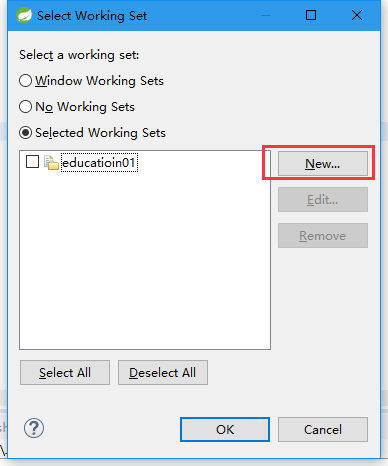 Select Working Set
Select a working set:
Window Working Sets
No Working Sets
Selected Working Sets
educatioin01
New...
Edit...
Remove
Select All
Deselect All
?
OK
Cancel